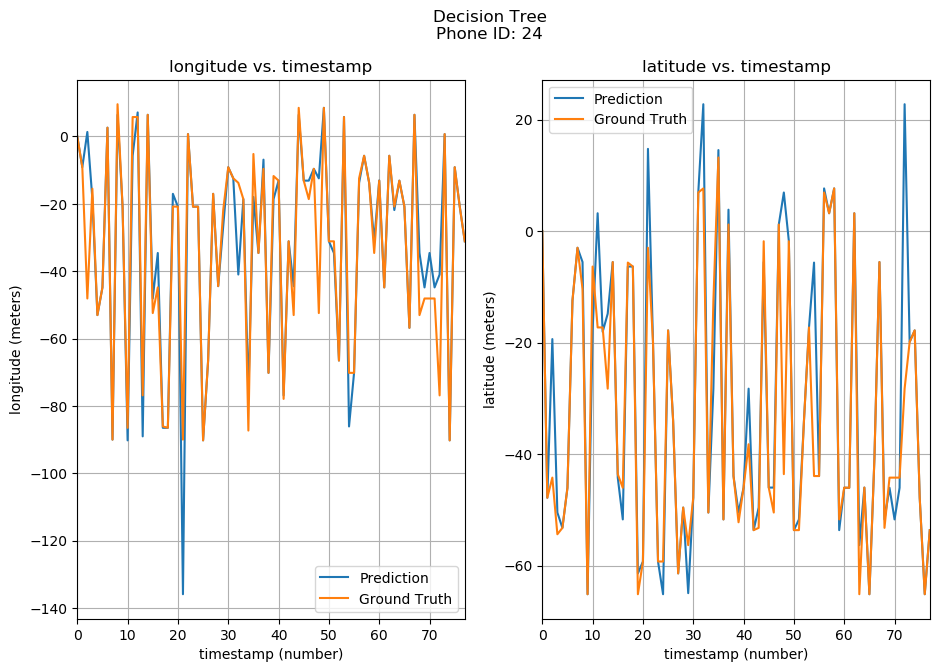 Decision Tree
Phone ID: 24
longitude vs. timestamp
longitude (meters)
0
−20
−40
−60
−80
−100
−120
−140
0 10 20 30 40 50 60 70
timestamp (number)
Prediction
Ground Truth
latitude vs. timestamp
latitude (meters)
20
0
−20
−40
−60
0 10 20 30 40 50 60 70
timestamp (number)
Prediction
Ground Truth